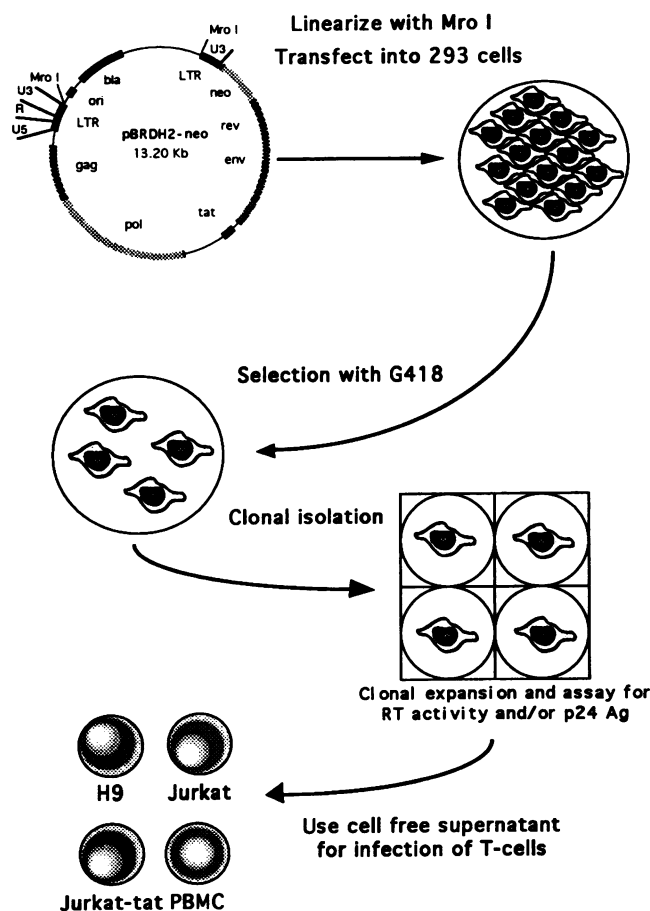 Linearize with Mro I
Transfect into 293 cells
Mro I
U3
LTR
neo
rev
env
tat
pol
gag
U5
R
U3
Mro I
LTR
ori
bla
pBRDH2-neo
13.20 Kb
Selection with G418
Clonal isolation
Clonal expansion and assay for
RT activity and/or p24 Ag
H9 Jurkat
Jurkat-tat PBMC
Use cell free supernatant
for infection of T-cells